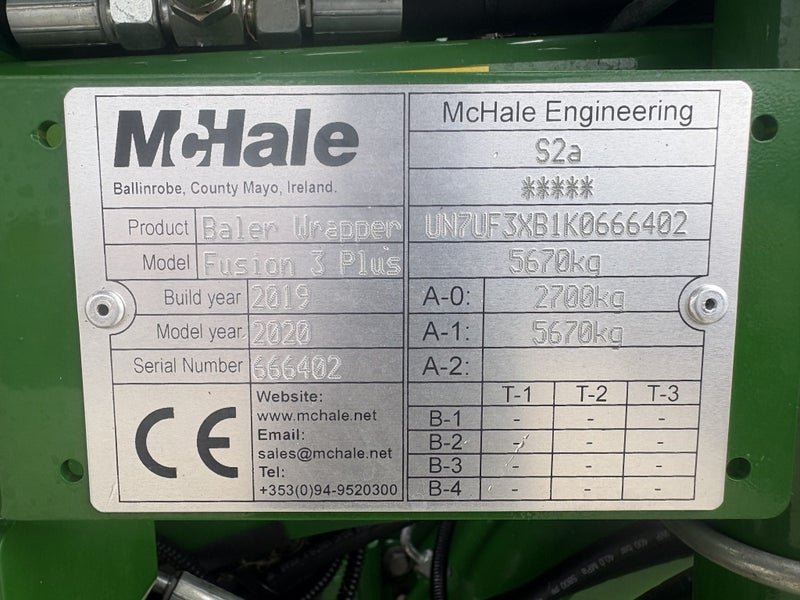 McHale
Ballinrobe, County Mayo, Ireland.
Product Baler Wrapper
Model Fusion 3 Plus
Build year 2019
Model year 2020
Serial Number 666402
CE
Website:
www.mchale.net
Email:
sales@mchale.net
Tel:
+353(0)94-9520300
McHale Engineering
S2a
*****
UN7UF3XB1K0666402
5670kg
A-0: 2700kg
A-1: 5670kg
A-2:
T-1 T-2 T-3
B-1 - - -
B-2 - - -
B-3 - - -
B-4 - - -